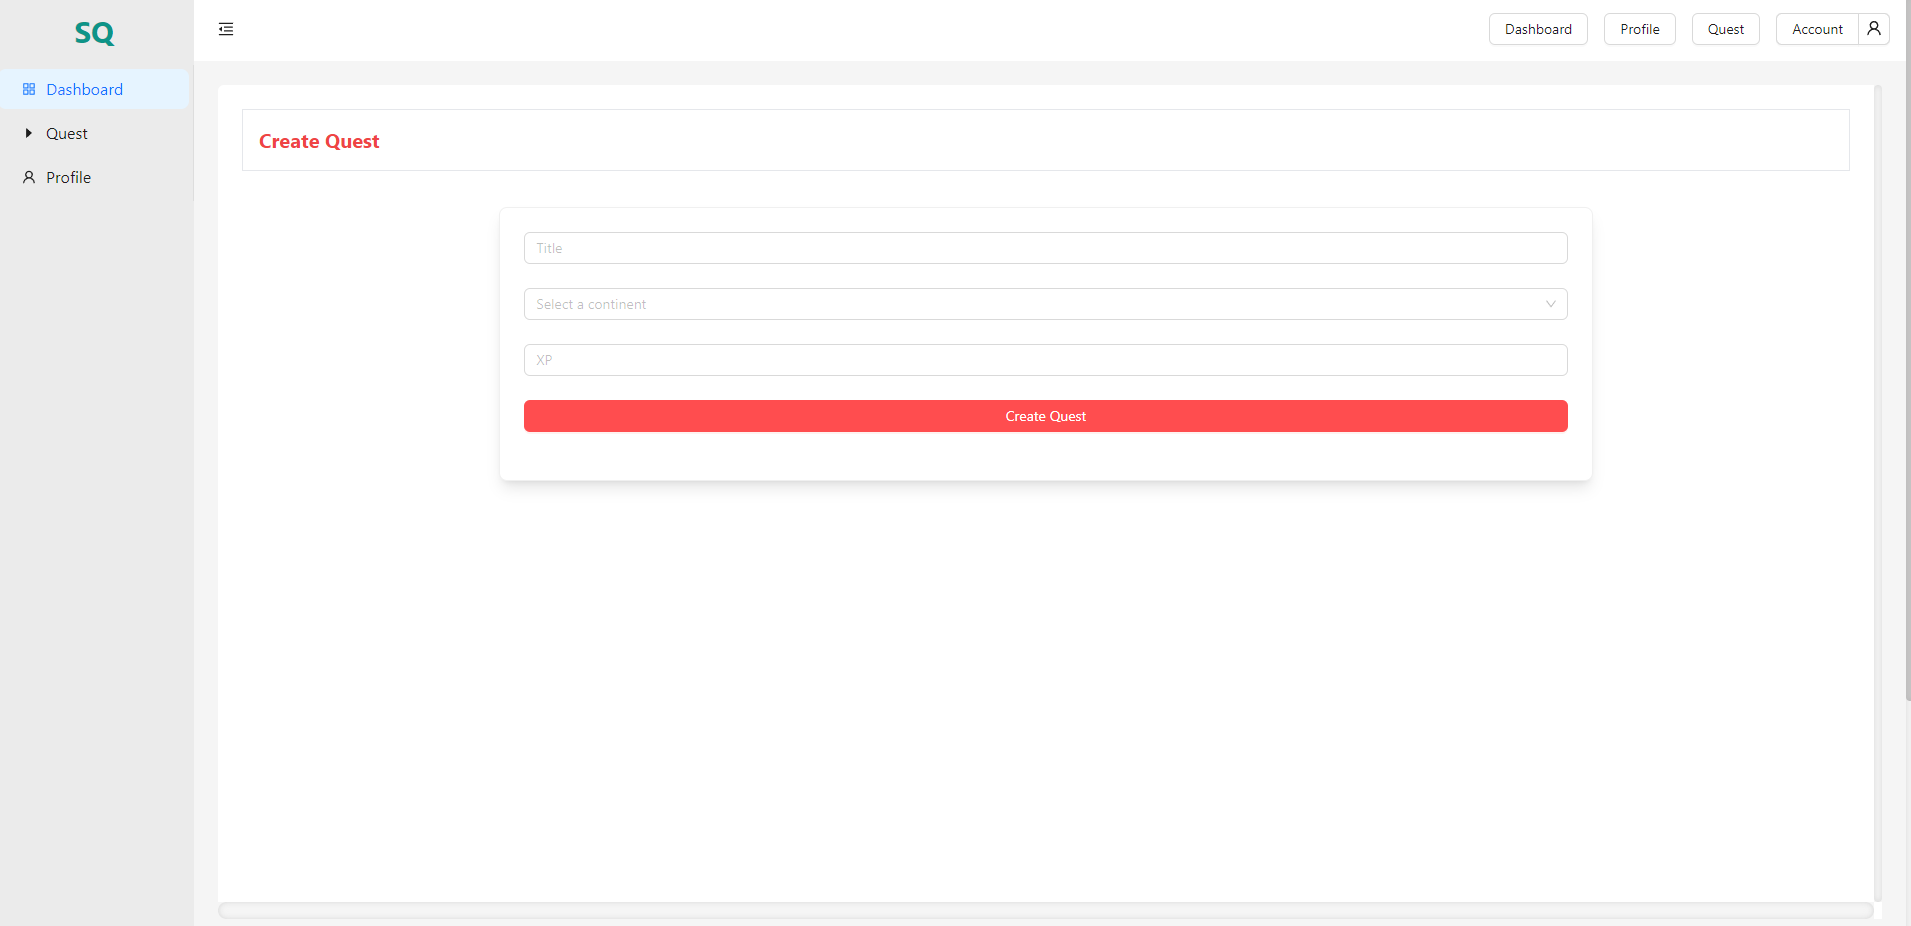 SQ
Dashboard
Quest
Profile
Dashboard
Profile
Quest
Account
Create Quest
Title
Select a continent
XP
Create Quest